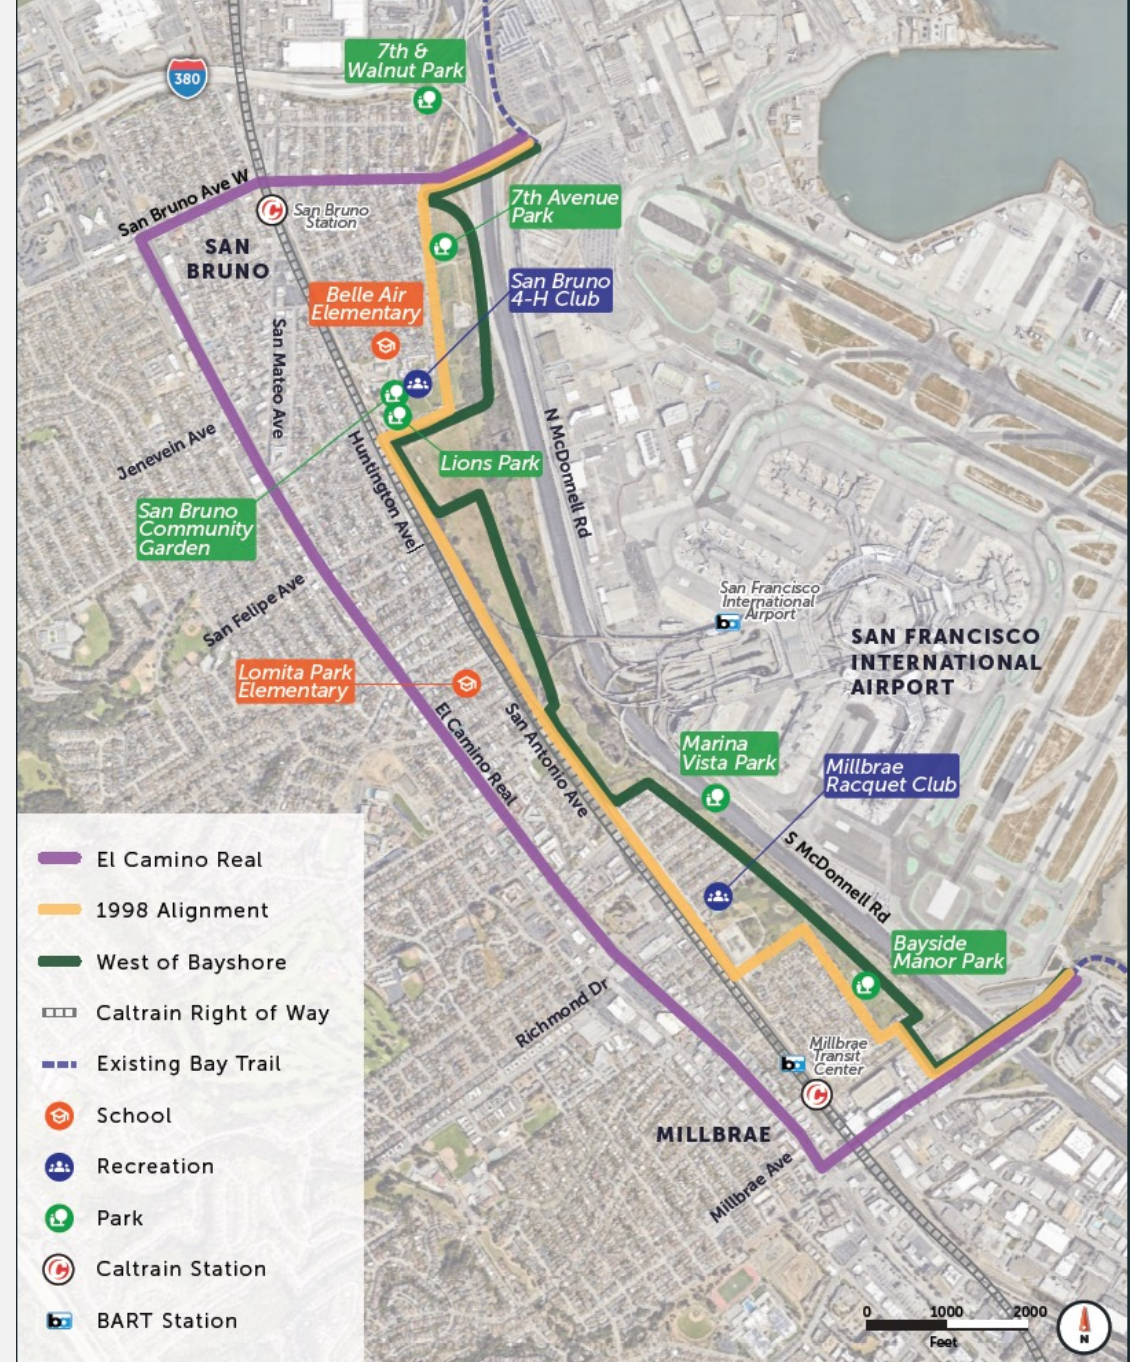 7th &
Walnut Park
380
San Bruno Ave W
San Bruno
Station
7th Avenue
Park
SAN
BRUNO
San Bruno
4-H Club
Belle Air
Elementary
San Mateo Ave
Jenevein Ave
Huntington Ave
N McDonnell Rd
Lions Park
San Bruno
Community
Garden
San Felipe Ave
San Francisco
International
Airport
SAN FRANCISCO
INTERNATIONAL
AIRPORT
Lomita Park
Elementary
El Camino Real
San Antonio Ave
Marina
Vista Park
Millbrae
Racquet Club
S McDonnell Rd
Bayside
Manor Park
Richmond Dr
Millbrae
Transit
Center
MILLBRAE
Millbrae Ave
El Camino Real
1998 Alignment
West of Bayshore
Caltrain Right of Way
Existing Bay Trail
School
Recreation
Park
Caltrain Station
BART Station
0 1000 2000
Feet
N